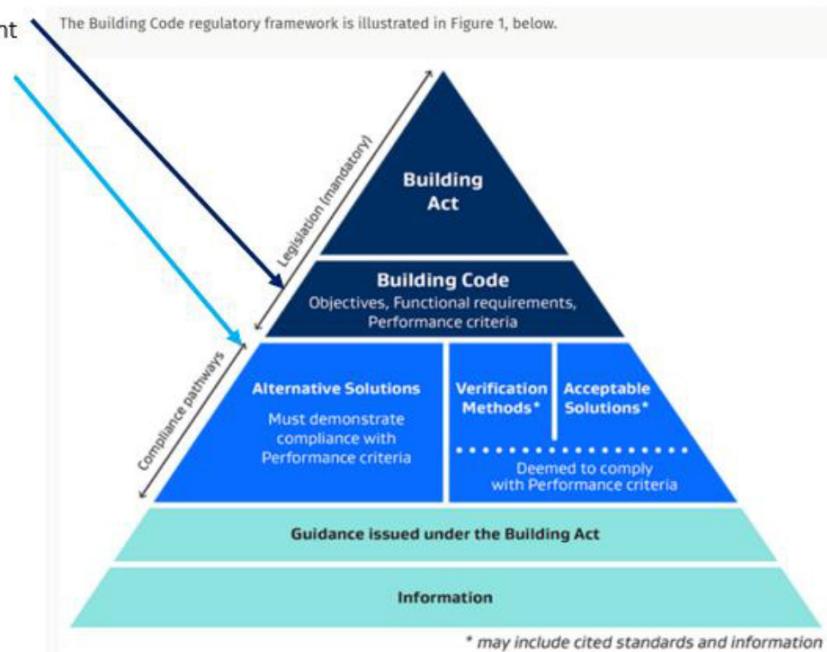 nt
The Building Code regulatory framework is illustrated in Figure 1, below.
Legislation (mandatory)
Building
Act
Building Code
Objectives, Functional requirements,
Performance criteria
Compliance pathways
Alternative Solutions
Must demonstrate
compliance with
Performance criteria
Verification
Methods*
Acceptable
Solutions*
Deemed to comply
with Performance criteria
Guidance issued under the Building Act
Information
* may include cited standards and information